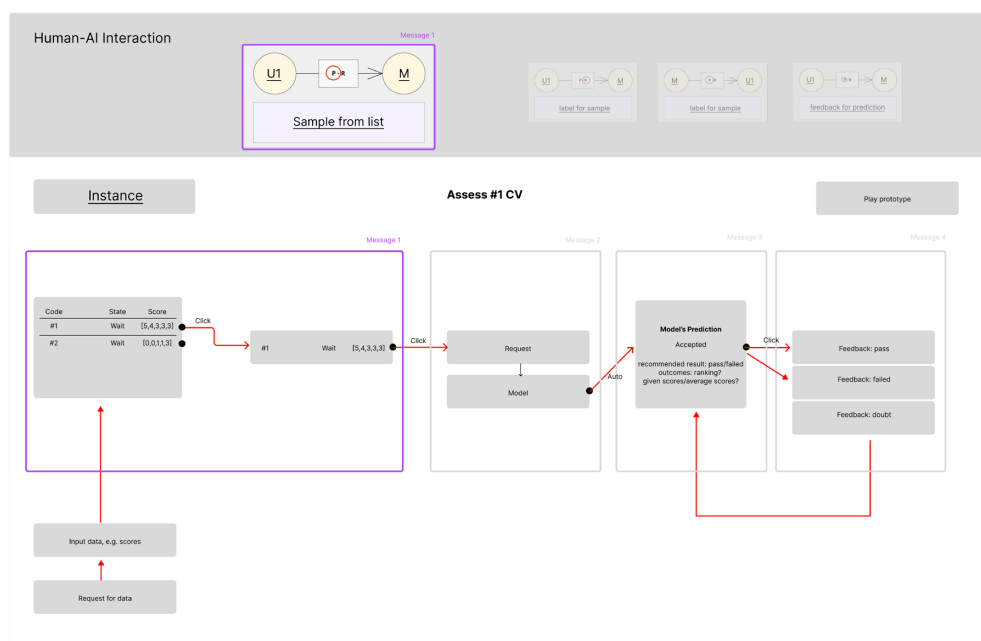 Human-AI Interaction
Message 1
U1
P - R
M
Sample from list
U1
P - R
M
label for sample
M
P - R
U1
label for sample
U1
P - R
M
feedback for prediction
Instance
Assess #1 CV
Play prototype
Message 1
Message 2
Message 3
Message 4
Code State Score
#1 Wait [5,4,3,3,3]
#2 Wait [0,0,1,1,3]
Click
#1 Wait [5,4,3,3,3]
Click
Request
Model
Auto
Model's Prediction
Accepted
recommended result: pass/failed
outcomes: ranking?
given scores/average scores?
Click
Feedback: pass
Feedback: failed
Feedback: doubt
Input data, e.g. scores
Request for data